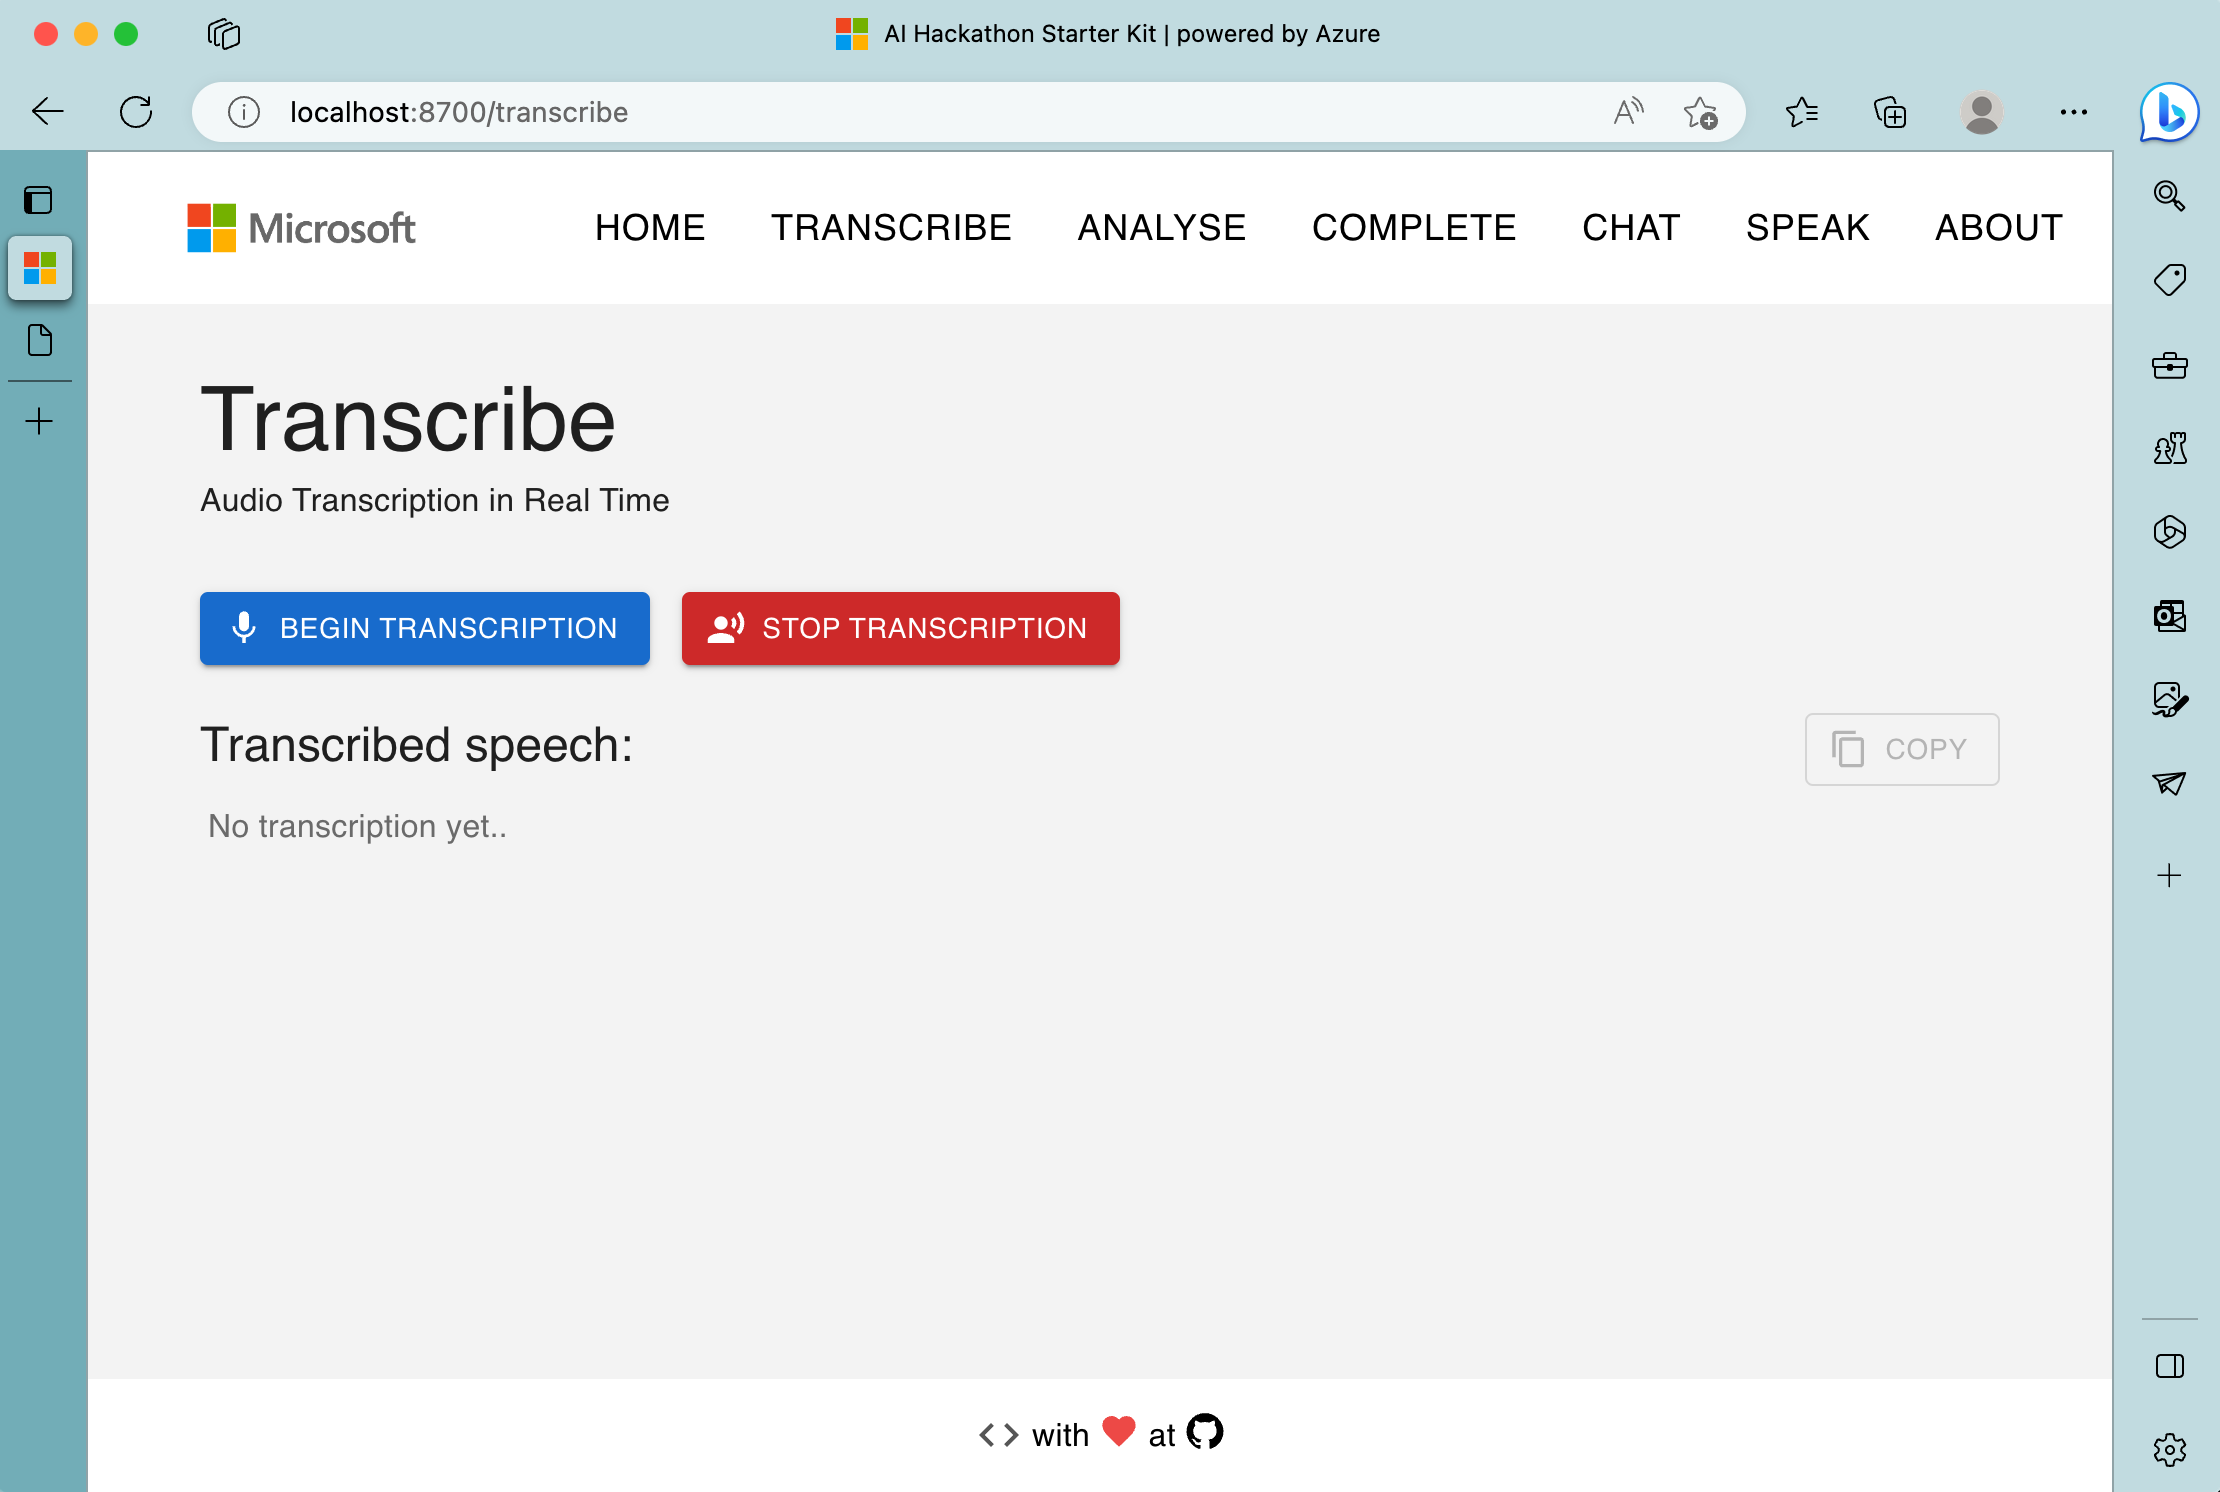 AI Hackathon Starter Kit | powered by Azure
localhost:8700/transcribe
Microsoft
HOME TRANSCRIBE ANALYSE COMPLETE CHAT SPEAK ABOUT
Transcribe
Audio Transcription in Real Time
BEGIN TRANSCRIPTION STOP TRANSCRIPTION
Transcribed speech:
COPY
No transcription yet..
<> with ❤ at